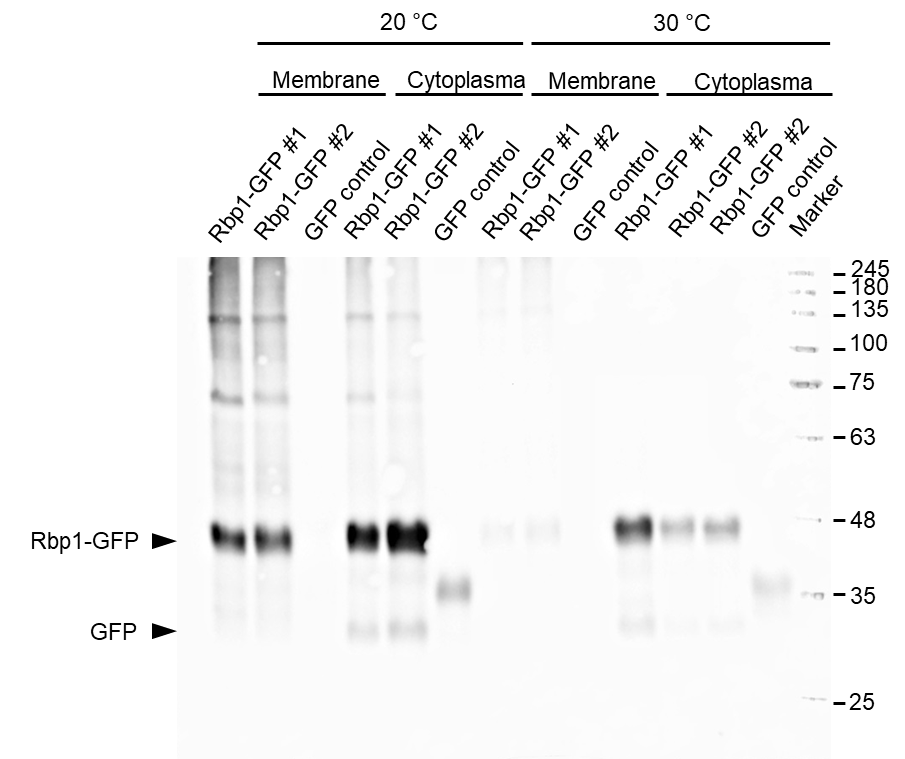 20 °C 30 °C
Membrane Cytoplasma Membrane Cytoplasma
Rbp1-GFP #1
Rbp1-GFP #2
GFP control
Rbp1-GFP #1
Rbp1-GFP #2
GFP control
Rbp1-GFP #1
Rbp1-GFP #2
GFP control
Rbp1-GFP #1
Rbp1-GFP #2
Rbp1-GFP #2
GFP control
Marker
245
180
135
100
75
63
48
Rbp1-GFP
35
GFP
25